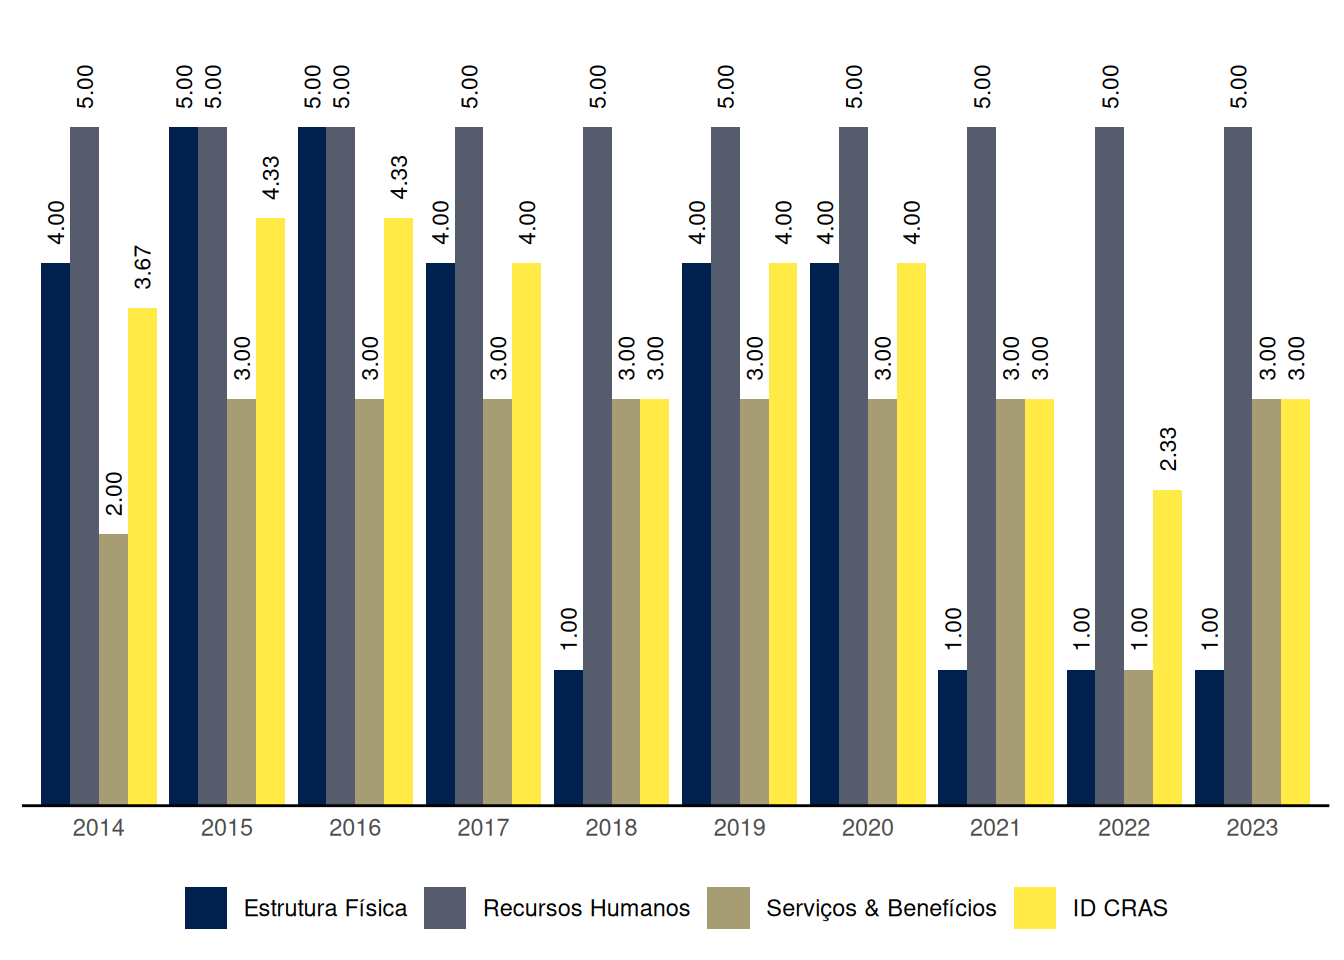 5.00 5.00 5.00 5.00 5.00 5.00 5.00 5.00 5.00 5.00 5.00 5.00
4.33 4.33
4.00 4.00 4.00 4.00 4.00 4.00 4.00
3.67
3.00 3.00 3.00 3.00 3.00 3.00 3.00 3.00 3.00 3.00 3.00
2.33
2.00
1.00 1.00 1.00 1.00 1.00
2014 2015 2016 2017 2018 2019 2020 2021 2022 2023
Estrutura Física Recursos Humanos Serviços & Benefícios ID CRAS